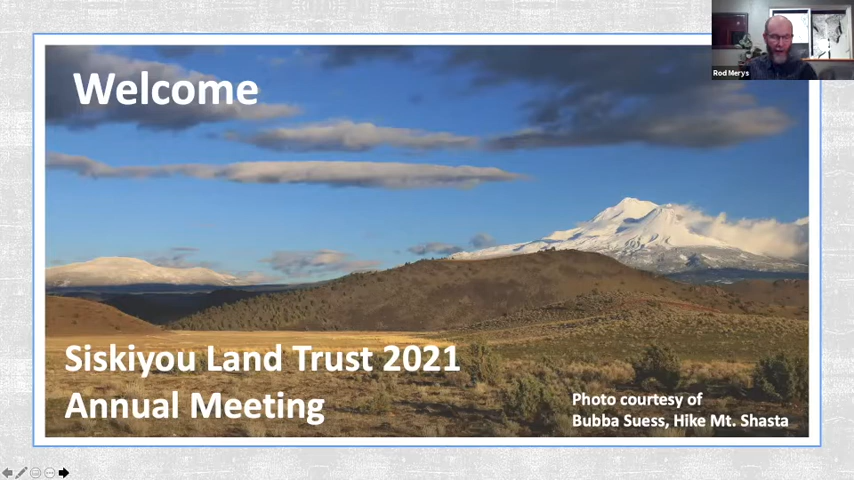 Welcome
Rod Merys
Siskiyou Land Trust 2021
Annual Meeting
Photo courtesy of
Bubba Suess, Hike Mt. Shasta